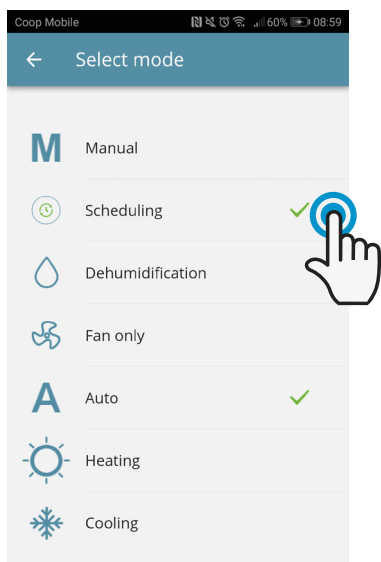 Coop Mobile 60% 08:59
Select mode
M Manual
Scheduling
Dehumidification
Fan only
A Auto
Heating
Cooling